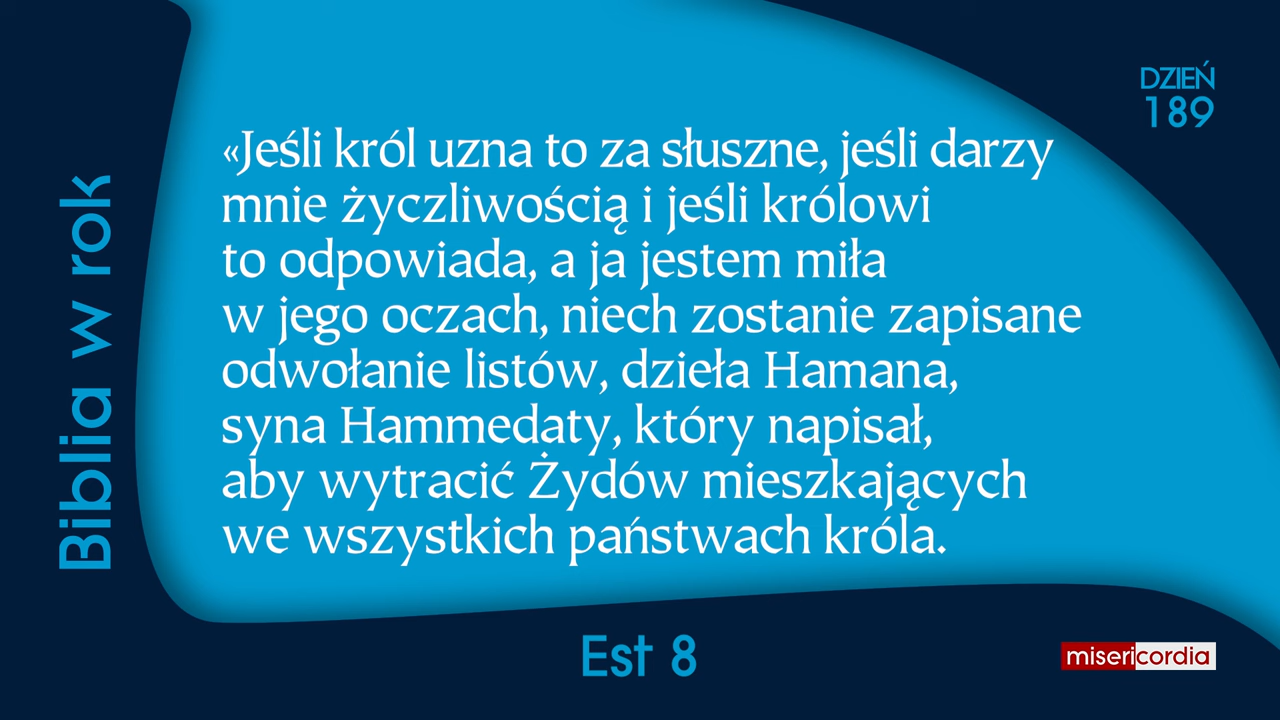 DZIEŃ
189
«Jeśli król uzna to za słuszne, jeśli darzy
mnie życzliwością i jeśli królowi
to odpowiada, a ja jestem miła
w jego oczach, niech zostanie zapisane
odwołanie listów, dzieła Hamana,
syna Hammedaty, który napisał,
aby wytracić Żydów mieszkających
we wszystkich państwach króla.
Biblia w rok
Est 8
misericordia